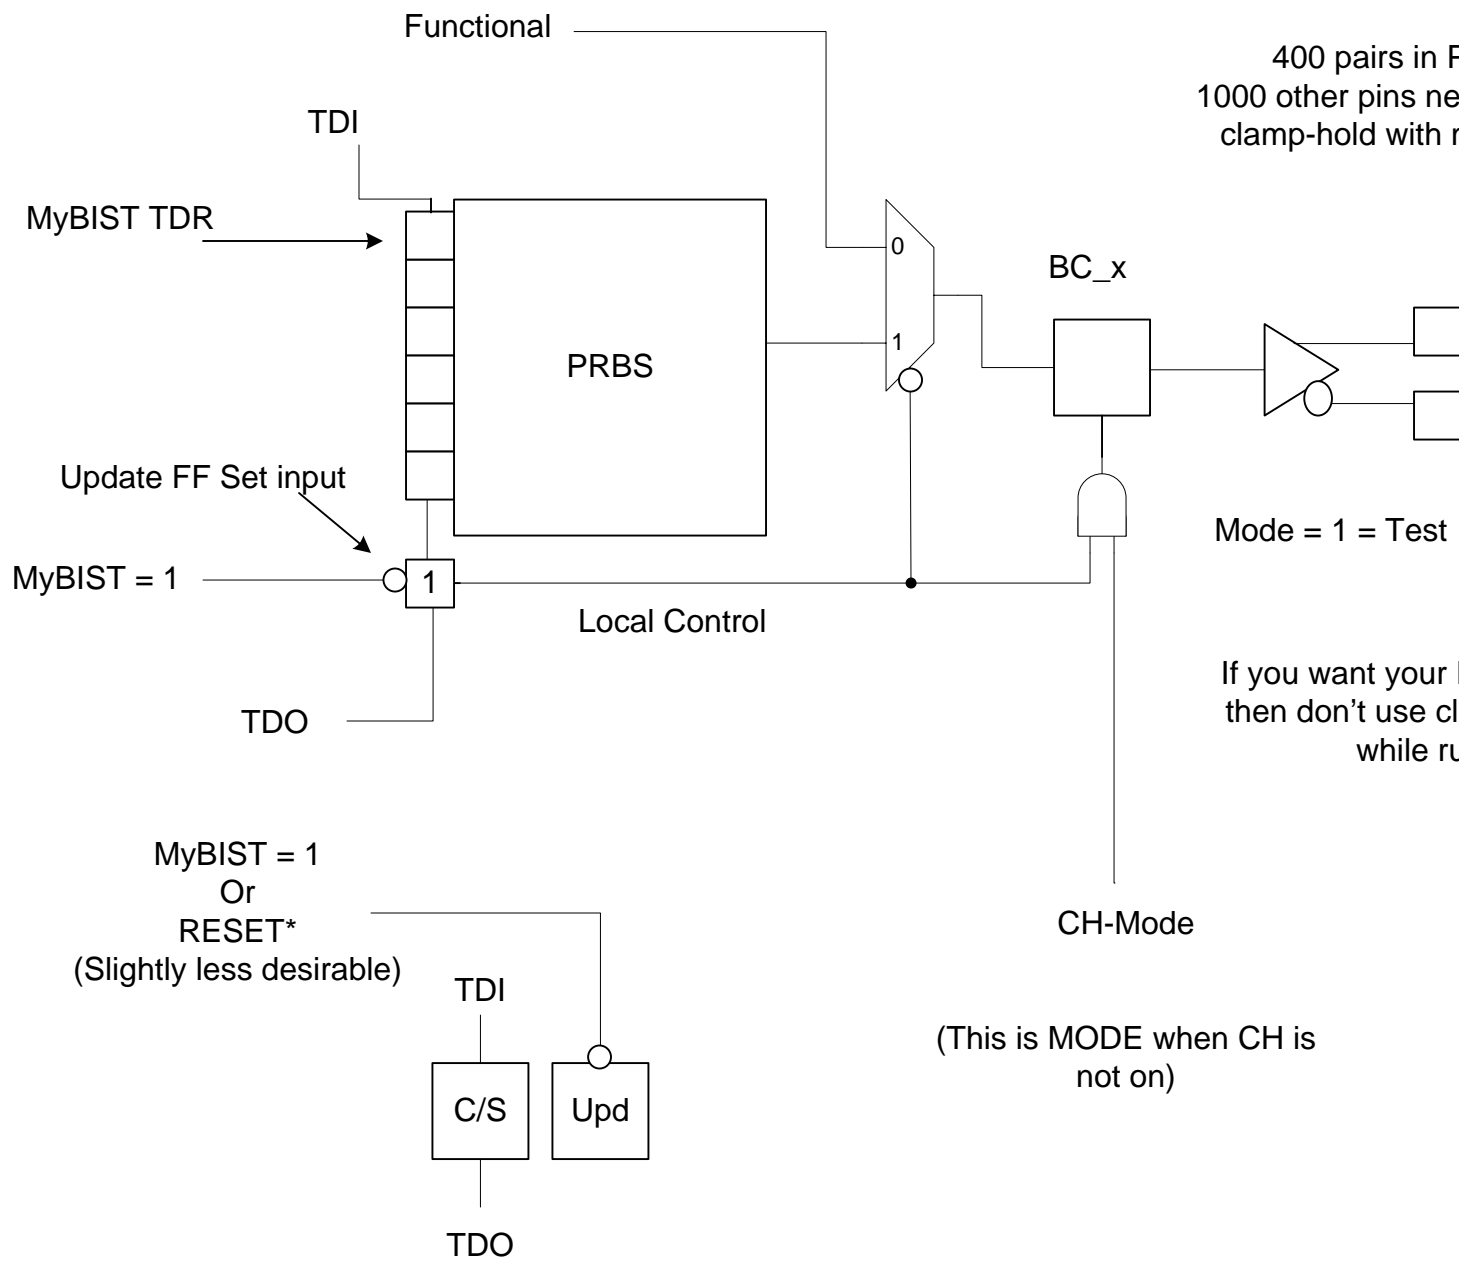 Functional
400 pairs in
1000 other pins
clamp-hold with
TDI
MyBIST TDR
0
BC_x
1
PRBS
Update FF Set input
Mode = 1 = Test
MyBIST = 1
1
Local Control
If you want your
then don't use
while
TDO
MyBIST = 1
Or
RESET*
(Slightly less desirable)
CH-Mode
TDI
(This is MODE when CH is
not on)
C/S
Upd
TDO